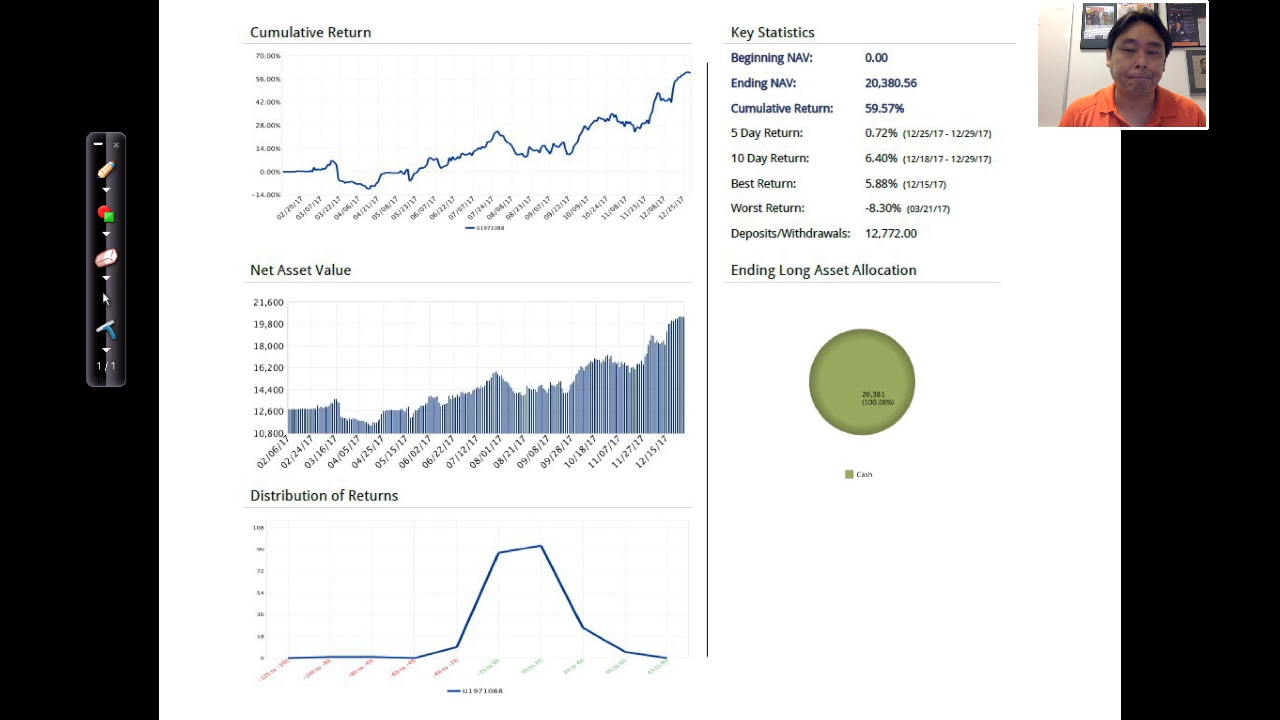 Cumulative Return
70.00%
56.00%
42.00%
28.00%
14.00%
0.00%
-14.00%
02/20/17 03/07/17 03/22/17 04/06/17 04/21/17 05/08/17 05/23/17 06/07/17 06/22/17 07/07/17 07/24/17 08/08/17 08/23/17 09/07/17 09/22/17 10/09/17 10/24/17 11/08/17 11/23/17 12/08/17 12/25/17
U1971088
Net Asset Value
21,600
19,800
18,000
16,200
14,400
12,600
10,800
02/06/17 02/24/17 03/16/17 04/05/17 04/25/17 05/15/17 06/02/17 06/22/17 07/12/17 08/01/17 08/21/17 09/08/17 09/28/17 10/18/17 11/07/17 11/27/17 12/15/17
Distribution of Returns
108
90
72
54
36
18
0
U1971088
Key Statistics
Beginning NAV: 0.00
Ending NAV: 20,380.56
Cumulative Return: 59.57%
5 Day Return: 0.72% (12/25/17 - 12/29/17)
10 Day Return: 6.40% (12/18/17 - 12/29/17)
Best Return: 5.88% (12/15/17)
Worst Return: -8.30% (03/21/17)
Deposits/Withdrawals: 12,772.00
Ending Long Asset Allocation
20,381
(100.00%)
Cash
1 / 1